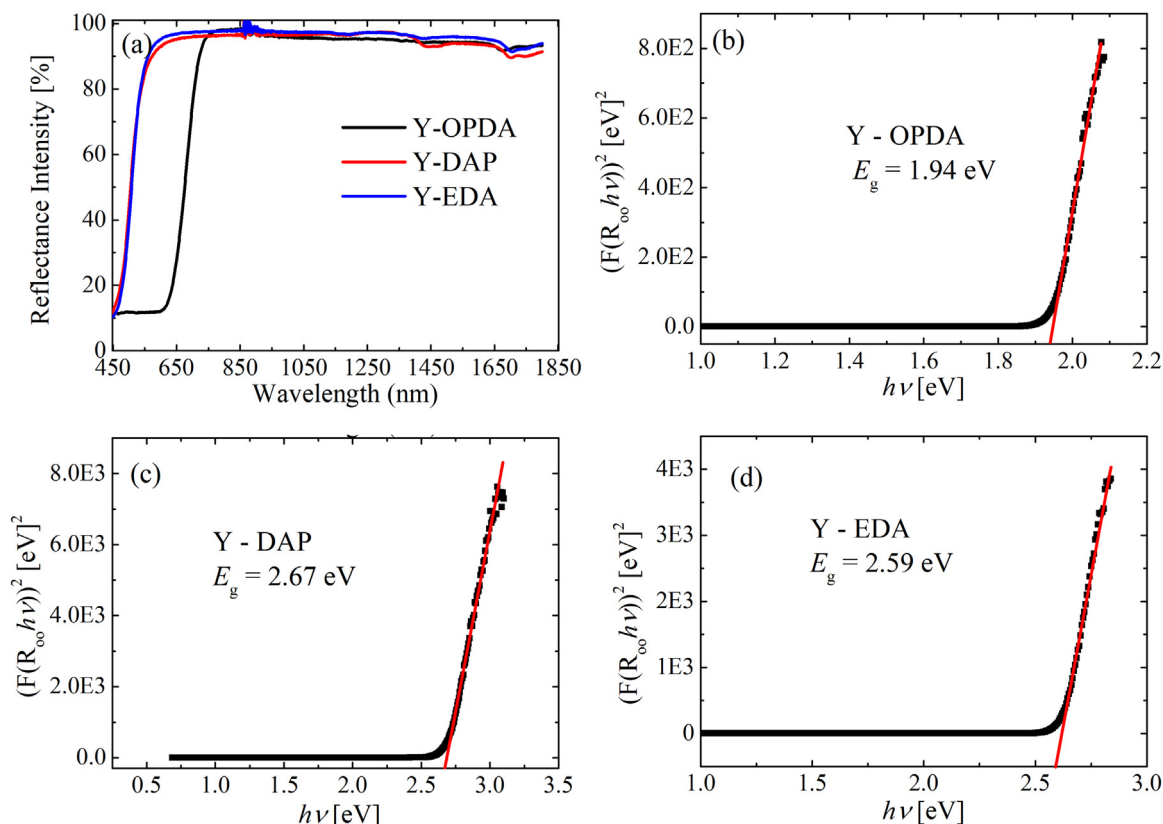 (a)
Reflectance Intensity [%]
100
80
60
40
20
0
Y-OPDA
Y-DAP
Y-EDA
450 650 850 1050 1250 1450 1650 1850
Wavelength (nm)
(b)
(F(R∞hν))² [eV]²
8.0E2
6.0E2
4.0E2
2.0E2
0.0
Y - OPDA
Eg = 1.94 eV
1.0 1.2 1.4 1.6 1.8 2.0 2.2
hν [eV]
(c)
(F(R∞hν))² [eV]²
8.0E3
6.0E3
4.0E3
2.0E3
0.0
Y - DAP
Eg = 2.67 eV
0.5 1.0 1.5 2.0 2.5 3.0 3.5
hν [eV]
(d)
(F(R∞hν))² [eV]²
4E3
3E3
2E3
1E3
0
Y - EDA
Eg = 2.59 eV
1.0 1.5 2.0 2.5 3.0
hν [eV]